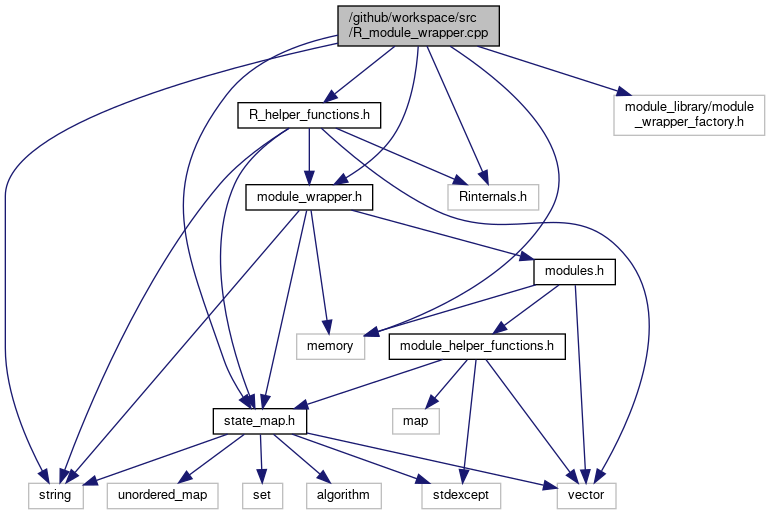 /github/workspace/src
/R_module_wrapper.cpp
R_helper_functions.h
module_library/module
_wrapper_factory.h
module_wrapper.h
Rinternals.h
modules.h
memory
module_helper_functions.h
state_map.h
map
string
unordered_map
set
algorithm
stdexcept
vector